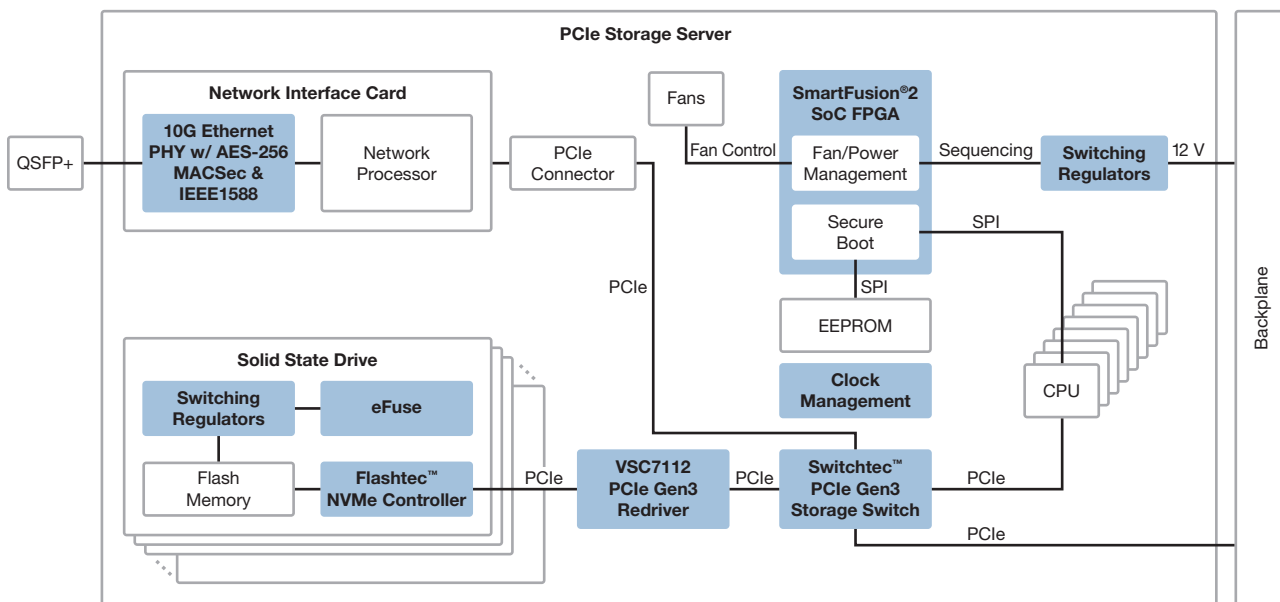 PCIe Storage Server
Network Interface Card
QSFP+
10G Ethernet
PHY w/ AES-256
MACSec &
IEEE1588
Network
Processor
PCIe
Connector
Fans
Fan Control
SmartFusion®2
SoC FPGA
Fan/Power
Management
Sequencing
Switching
Regulators
12 V
Secure
Boot
SPI
SPI
EEPROM
PCIe
Backplane
Clock
Management
CPU
Solid State Drive
Switching
Regulators
eFuse
Flash
Memory
Flashtec™
NVMe Controller
PCIe
VSC7112
PCIe Gen3
Redriver
PCIe
Switchtec™
PCIe Gen3
Storage Switch
PCIe
PCIe